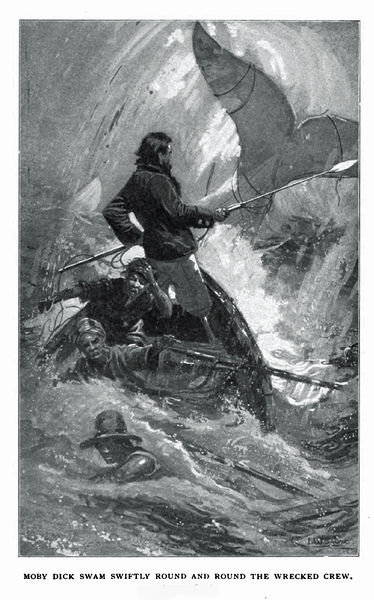 MOBY DICK SWAM SWIFTLY ROUND AND ROUND THE WRECKED CREW.